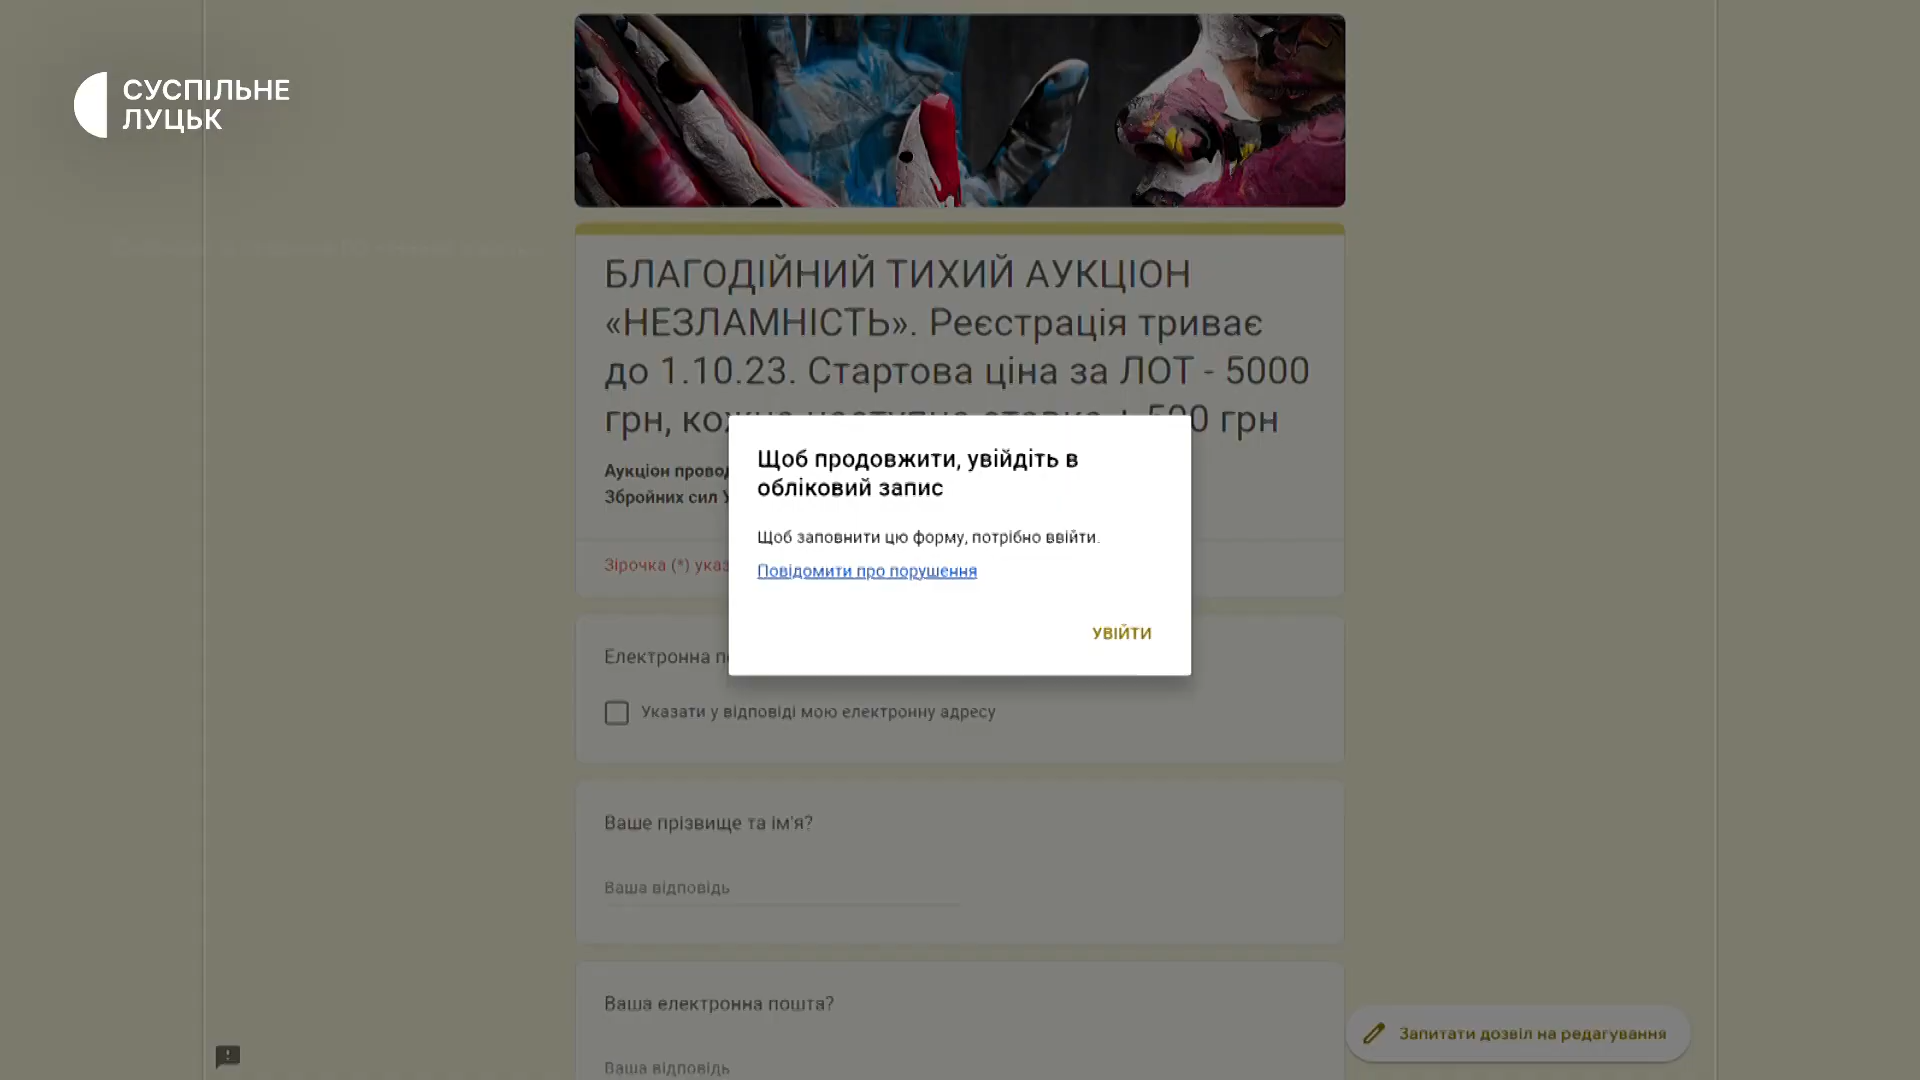 СУСПІЛЬНЕ
ЛУЦЬК
БЛАГОДІЙНИЙ ТИХИЙ АУКЦІОН
«НЕЗЛАМНІСТЬ». Реєстрація триває
до 1.10.23. Стартова ціна за ЛОТ - 5000
грн, грн
Аукціон
Збройних сил
Зірочка (*)
Щоб продовжити, увійдіть в
обліковий запис
Щоб заповнити цю форму, потрібно ввійти.
Повідомити про порушення
УВІЙТИ
Електронна
Указати у відповіді мою електронну адресу
Ваше прізвище та ім'я?
Ваша відповідь
Ваша електронна пошта?
Ваша відповідь
Запитати дозвіл на редагування